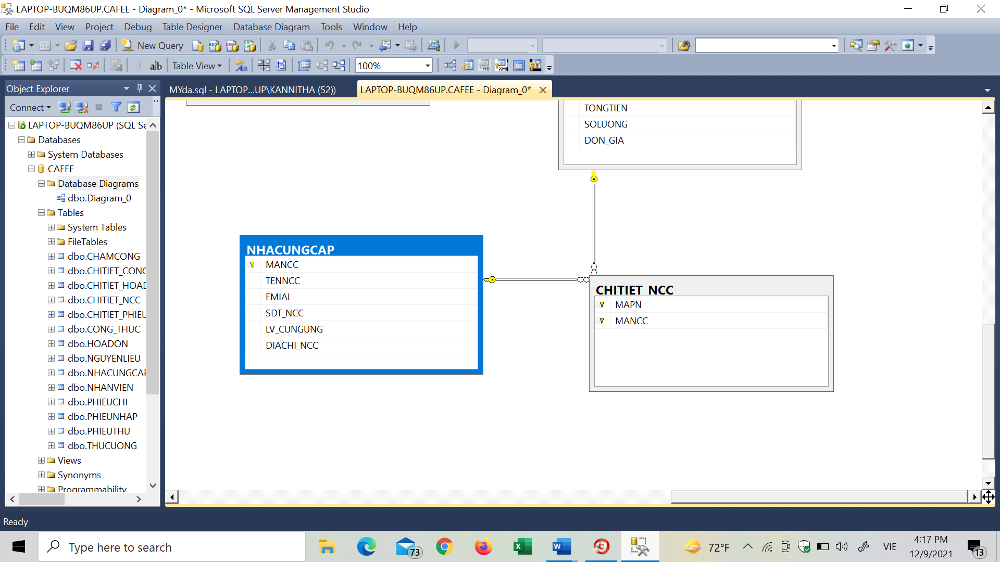 LAPTOP-BUQM86UP.CAFEE - Diagram_0* - Microsoft SQL Server Management Studio
File Edit View Project Debug Table Designer Database Diagram Tools Window Help
New Query
Table View 100%
Object Explorer
MYda.sql - LAPTOP...UP\KANNITHA (52))
LAPTOP-BUQM86UP.CAFEE - Diagram_0*
Connect
LAPTOP-BUQM86UP (SQL Se
Databases
System Databases
CAFEE
Database Diagrams
dbo.Diagram_0
Tables
System Tables
FileTables
dbo.CHAMCONG
dbo.CHITIET_CONG
dbo.CHITIET_HOAD
dbo.CHITIET_NCC
dbo.CHITIET_PHIEU
dbo.CONG_THUC
dbo.HOADON
dbo.NGUYENLIEU
dbo.NHACUNGCAP
dbo.NHANVIEN
dbo.PHIEUCHI
dbo.PHIEUNHAP
dbo.PHIEUTHU
dbo.THUCUONG
Views
Synonyms
Programmability
TONGTIEN
SOLUONG
DON_GIA
NHACUNGCAP
MANCC
TENNCC
EMIAL
SDT_NCC
LV_CUNGUNG
DIACHI_NCC
CHITIET_NCC
MAPN
MANCC
Ready
Type here to search
73
72°F
VIE
4:17 PM
12/9/2021
13